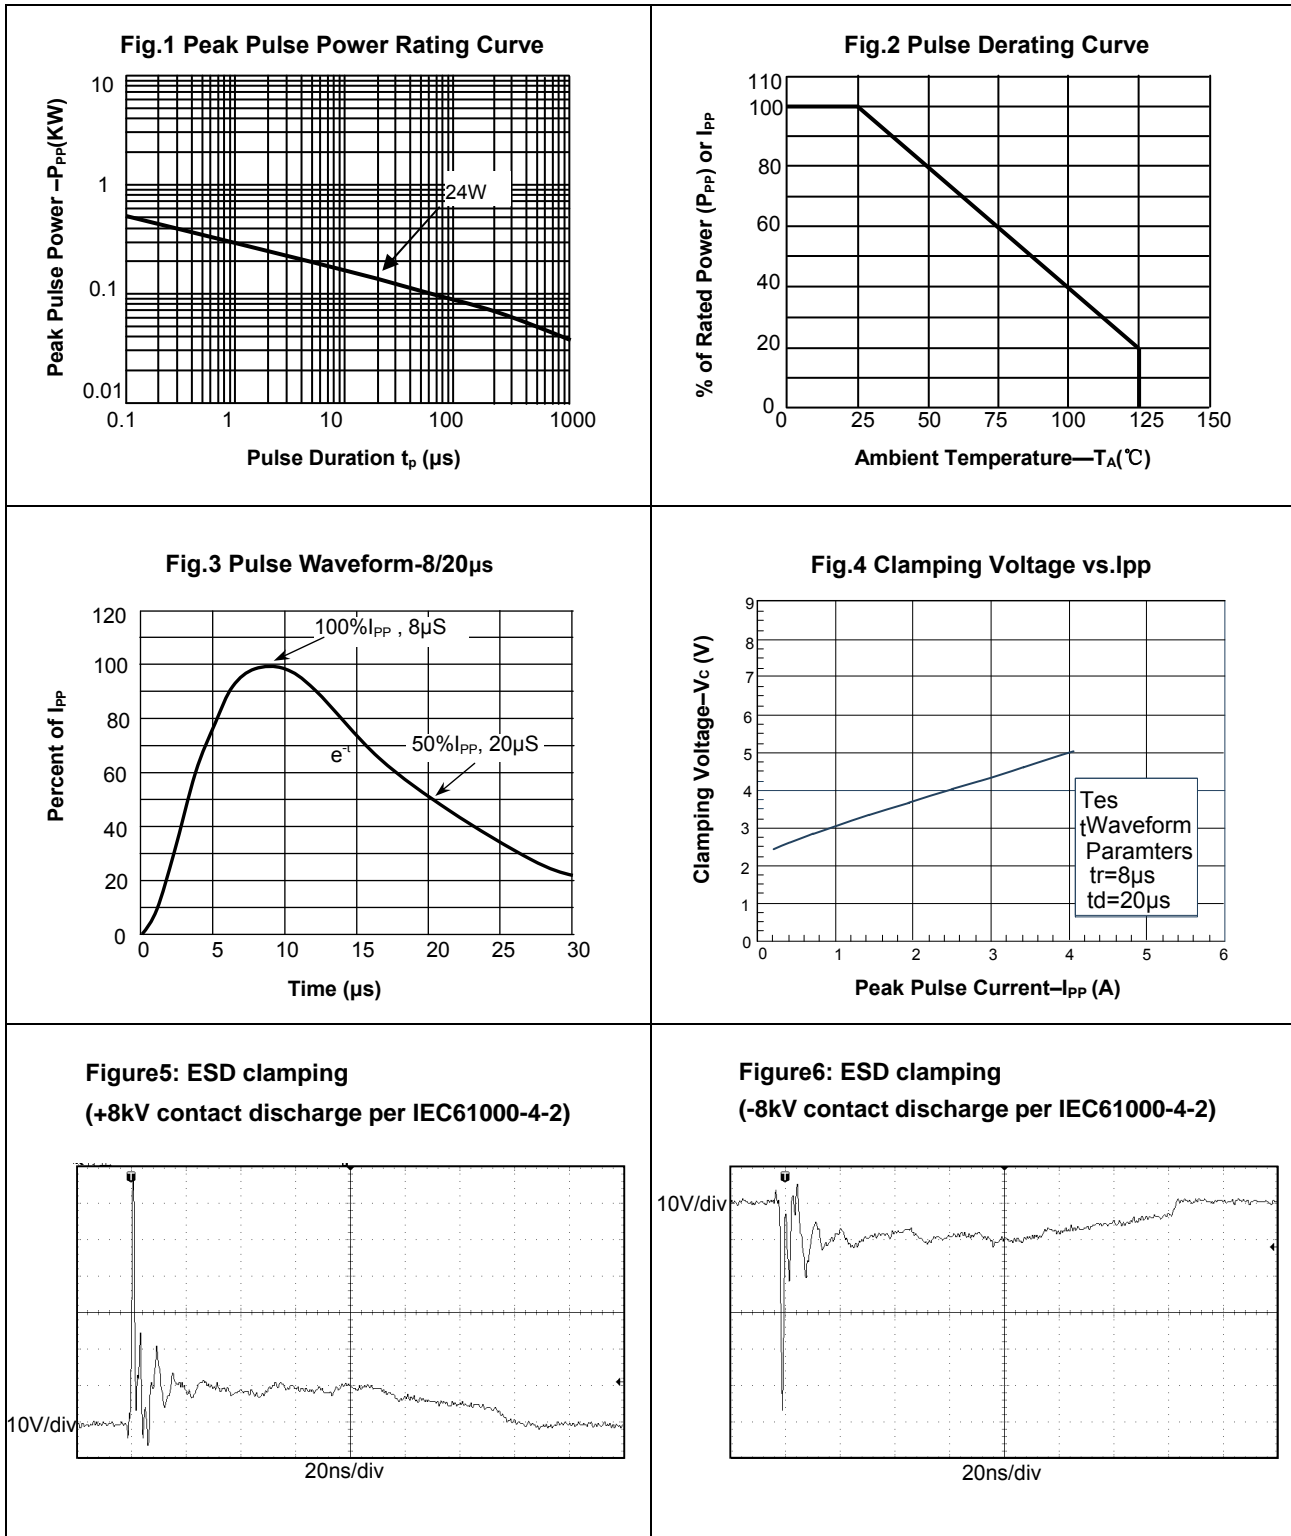 Fig.1 Peak Pulse Power Rating Curve
Peak Pulse Power –PPP(KW)
10
1
0.1
0.01
24W
0.1 1 10 100 1000
Pulse Duration tp (µs)
Fig.2 Pulse Derating Curve
% of Rated Power (PPP) or IPP
110
100
80
60
40
20
0
0 25 50 75 100 125 150
Ambient Temperature—TA(℃)
Fig.3 Pulse Waveform-8/20µs
Percent of IPP
120
100
80
60
40
20
0
100%IPP , 8µS
e-t
50%IPP, 20µS
0 5 10 15 20 25 30
Time (µs)
Fig.4 Clamping Voltage vs.Ipp
Clamping Voltage–Vc (V)
9
8
7
6
5
4
3
2
1
0
Tes
tWaveform
Paramters
tr=8µs
td=20µs
0 1 2 3 4 5 6
Peak Pulse Current–IPP (A)
Figure5: ESD clamping
(+8kV contact discharge per IEC61000-4-2)
T
10V/div
20ns/div
Figure6: ESD clamping
(-8kV contact discharge per IEC61000-4-2)
T
10V/div
20ns/div